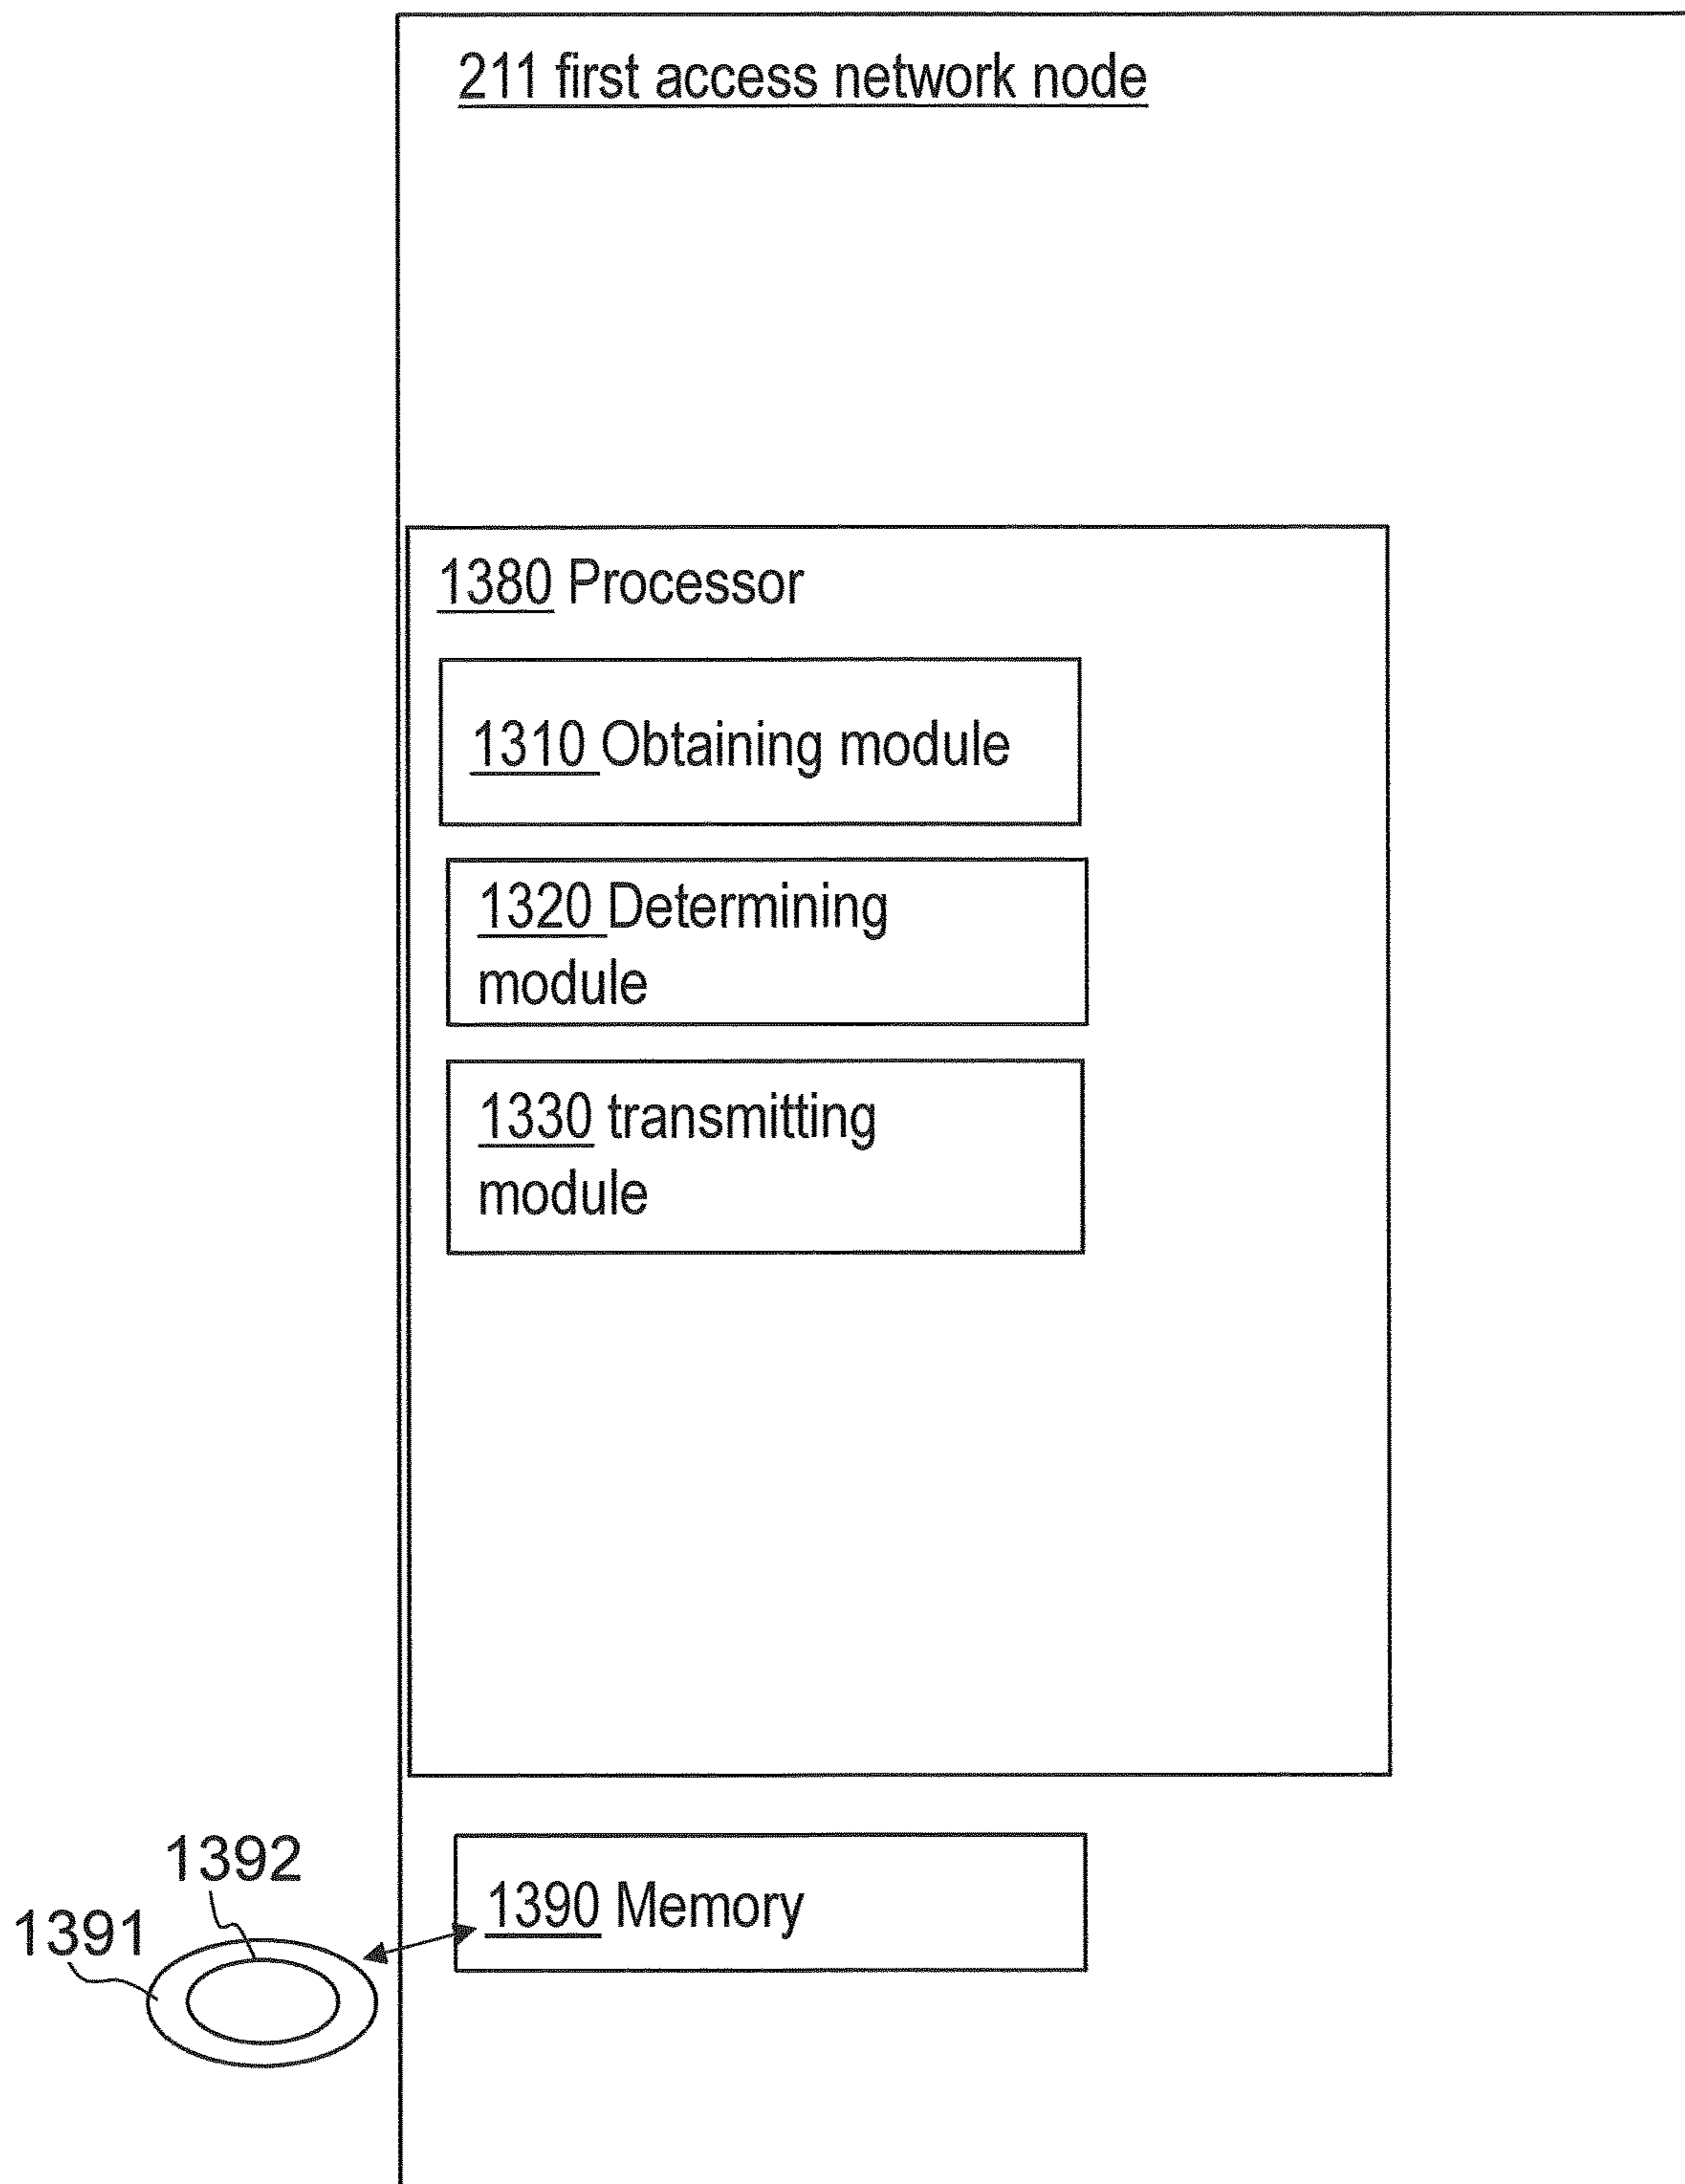 211 first access network node
1380 Processor
1310 Obtaining module
1320 Determining
module
1330 transmitting
module
1392
1390 Memory
1391